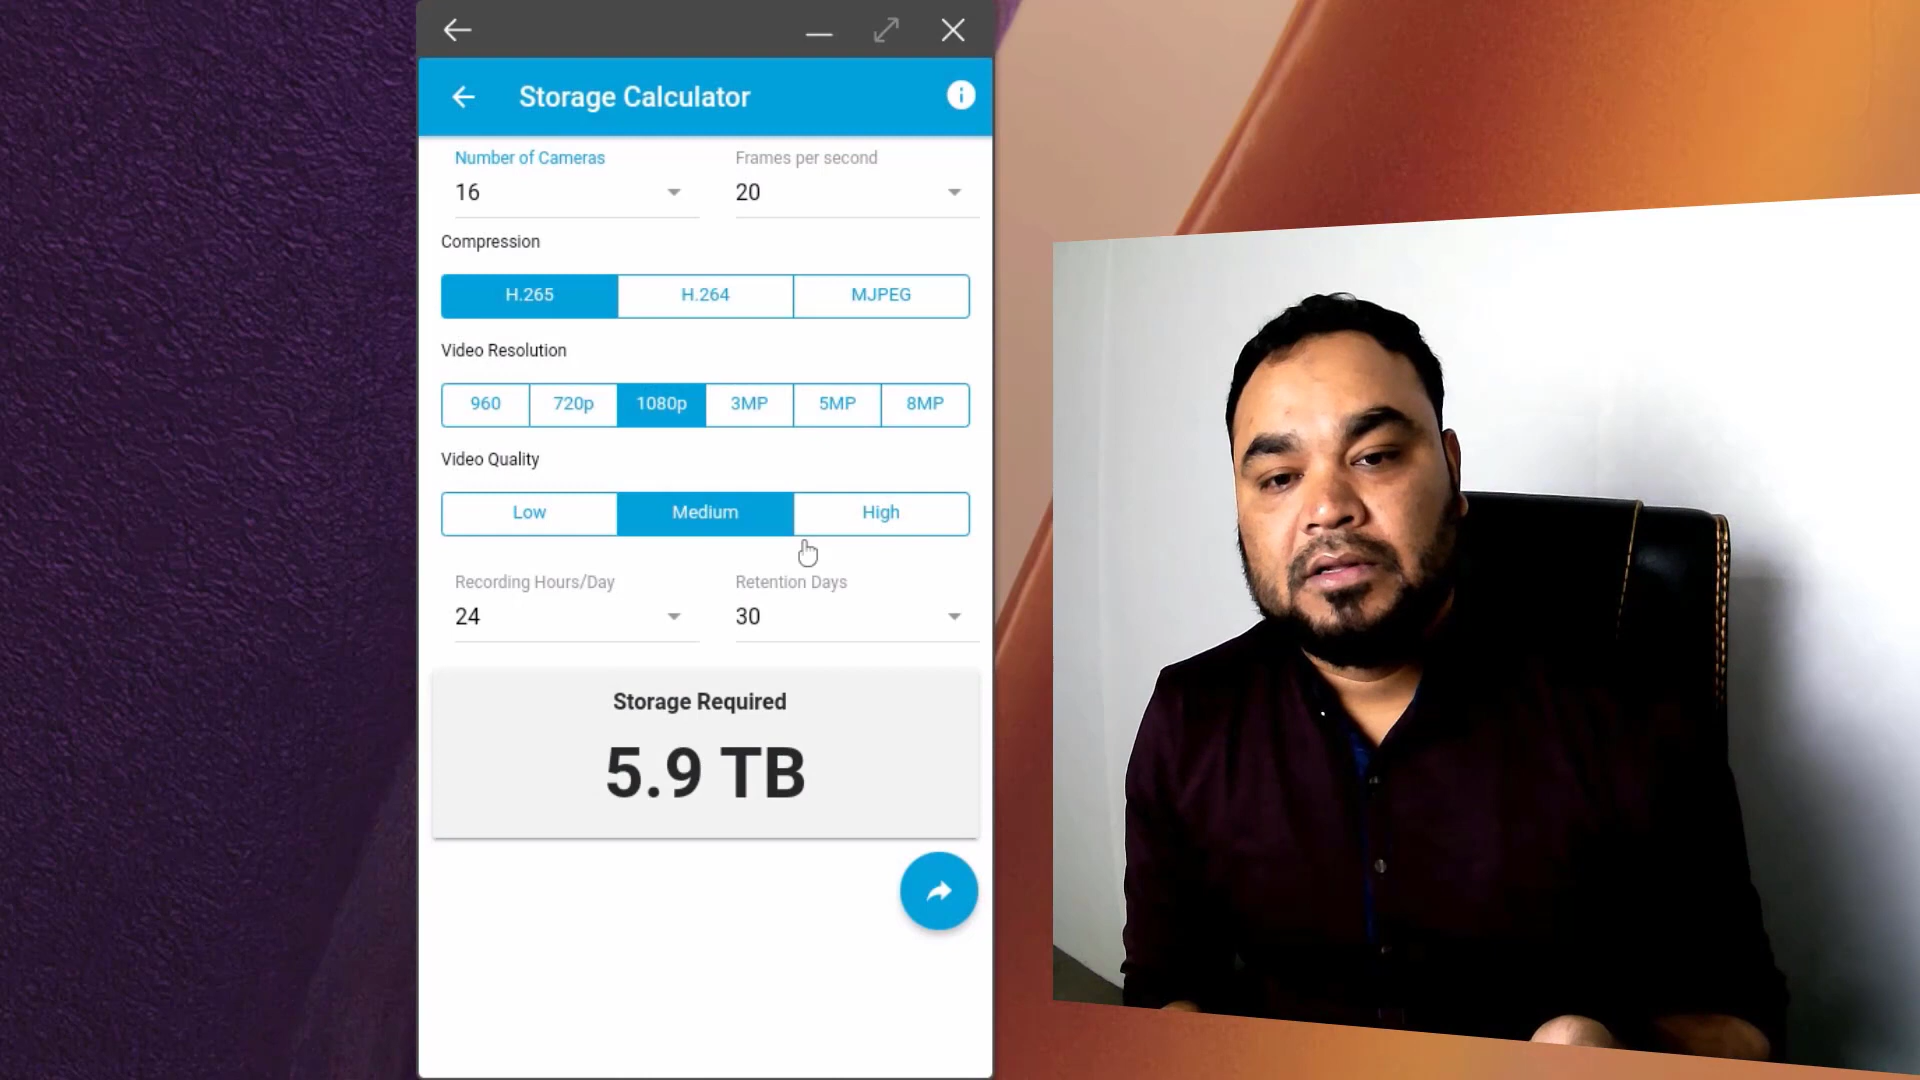 Storage Calculator
Number of Cameras
Frames per second
16
20
Compression
H.265
H.264
MJPEG
Video Resolution
960
720p
1080p
3MP
5MP
8MP
Video Quality
Low
Medium
High
Recording Hours/Day
Retention Days
24
30
Storage Required
5.9 TB